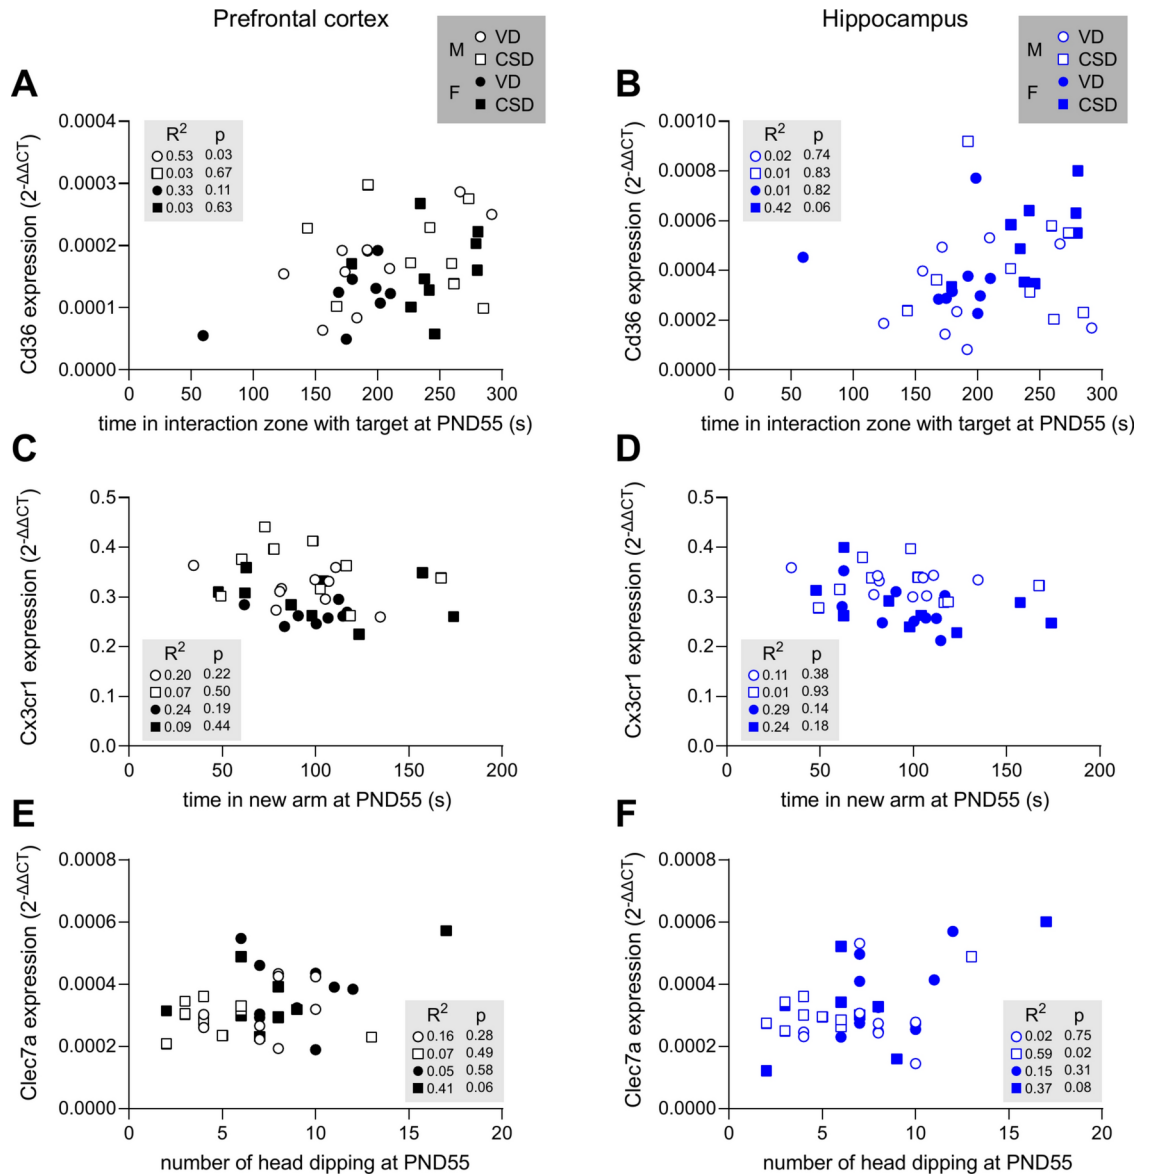 Prefrontal cortex
Hippocampus
M
VD
CSD
F
VD
CSD
M
VD
CSD
F
VD
CSD
A
Cd36 expression (2-ΔΔCT)
0.0004
0.0003
0.0002
0.0001
0.0000
R2 p
0.53 0.03
0.03 0.67
0.33 0.11
0.03 0.63
0 50 100 150 200 250 300
time in interaction zone with target at PND55 (s)
B
Cd36 expression (2-ΔΔCT)
0.0010
0.0008
0.0006
0.0004
0.0002
0.0000
R2 p
0.02 0.74
0.01 0.83
0.01 0.82
0.42 0.06
0 50 100 150 200 250 300
time in interaction zone with target at PND55 (s)
C
Cx3cr1 expression (2-ΔΔCT)
0.5
0.4
0.3
0.2
0.1
0.0
R2 p
0.20 0.22
0.07 0.50
0.24 0.19
0.09 0.44
0 50 100 150 200
time in new arm at PND55 (s)
D
Cx3cr1 expression (2-ΔΔCT)
0.5
0.4
0.3
0.2
0.1
0.0
R2 p
0.11 0.38
0.01 0.93
0.29 0.14
0.24 0.18
0 50 100 150 200
time in new arm at PND55 (s)
E
Clec7a expression (2-ΔΔCT)
0.0008
0.0006
0.0004
0.0002
0.0000
R2 p
0.16 0.28
0.07 0.49
0.05 0.58
0.41 0.06
0 5 10 15 20
number of head dipping at PND55
F
Clec7a expression (2-ΔΔCT)
0.0008
0.0006
0.0004
0.0002
0.0000
R2 p
0.02 0.75
0.59 0.02
0.15 0.31
0.37 0.08
0 5 10 15 20
number of head dipping at PND55